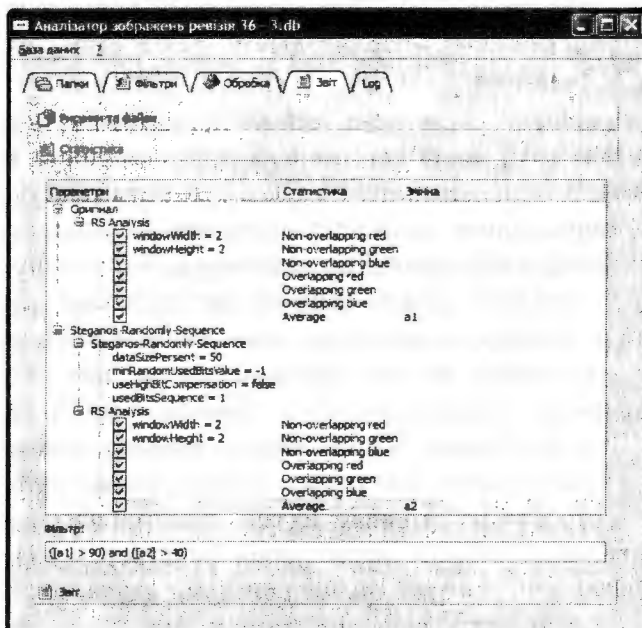 Аналізатор зображень ревізія 36 - 3.db
База даних ?
Папки Фільтри Обробка Звіт Log
Рисунки та файли
Статистика
Параметри Статистика Змінна
Оригинал
RS Analysis
windowWidth = 2 Non-overlapping red
windowHeight = 2 Non-overlapping green
Non-overlapping blue
Overlapping red
Overlapping green
Overlapping blue
Average a1
Steganos-Randomly-Sequence
Steganos-Randomly-Sequence
dataSizePersent = 50
minRandomUsedBitsValue = -1
useHighBitCompensation = false
usedBitsSequence = 1
RS Analysis
windowWidth = 2 Non-overlapping red
windowHeight = 2 Non-overlapping green
Non-overlapping blue
Overlapping red
Overlapping green
Overlapping blue
Average a2
Фільтр:
([a1] > 90) and ([a2] > 40)
Звіт